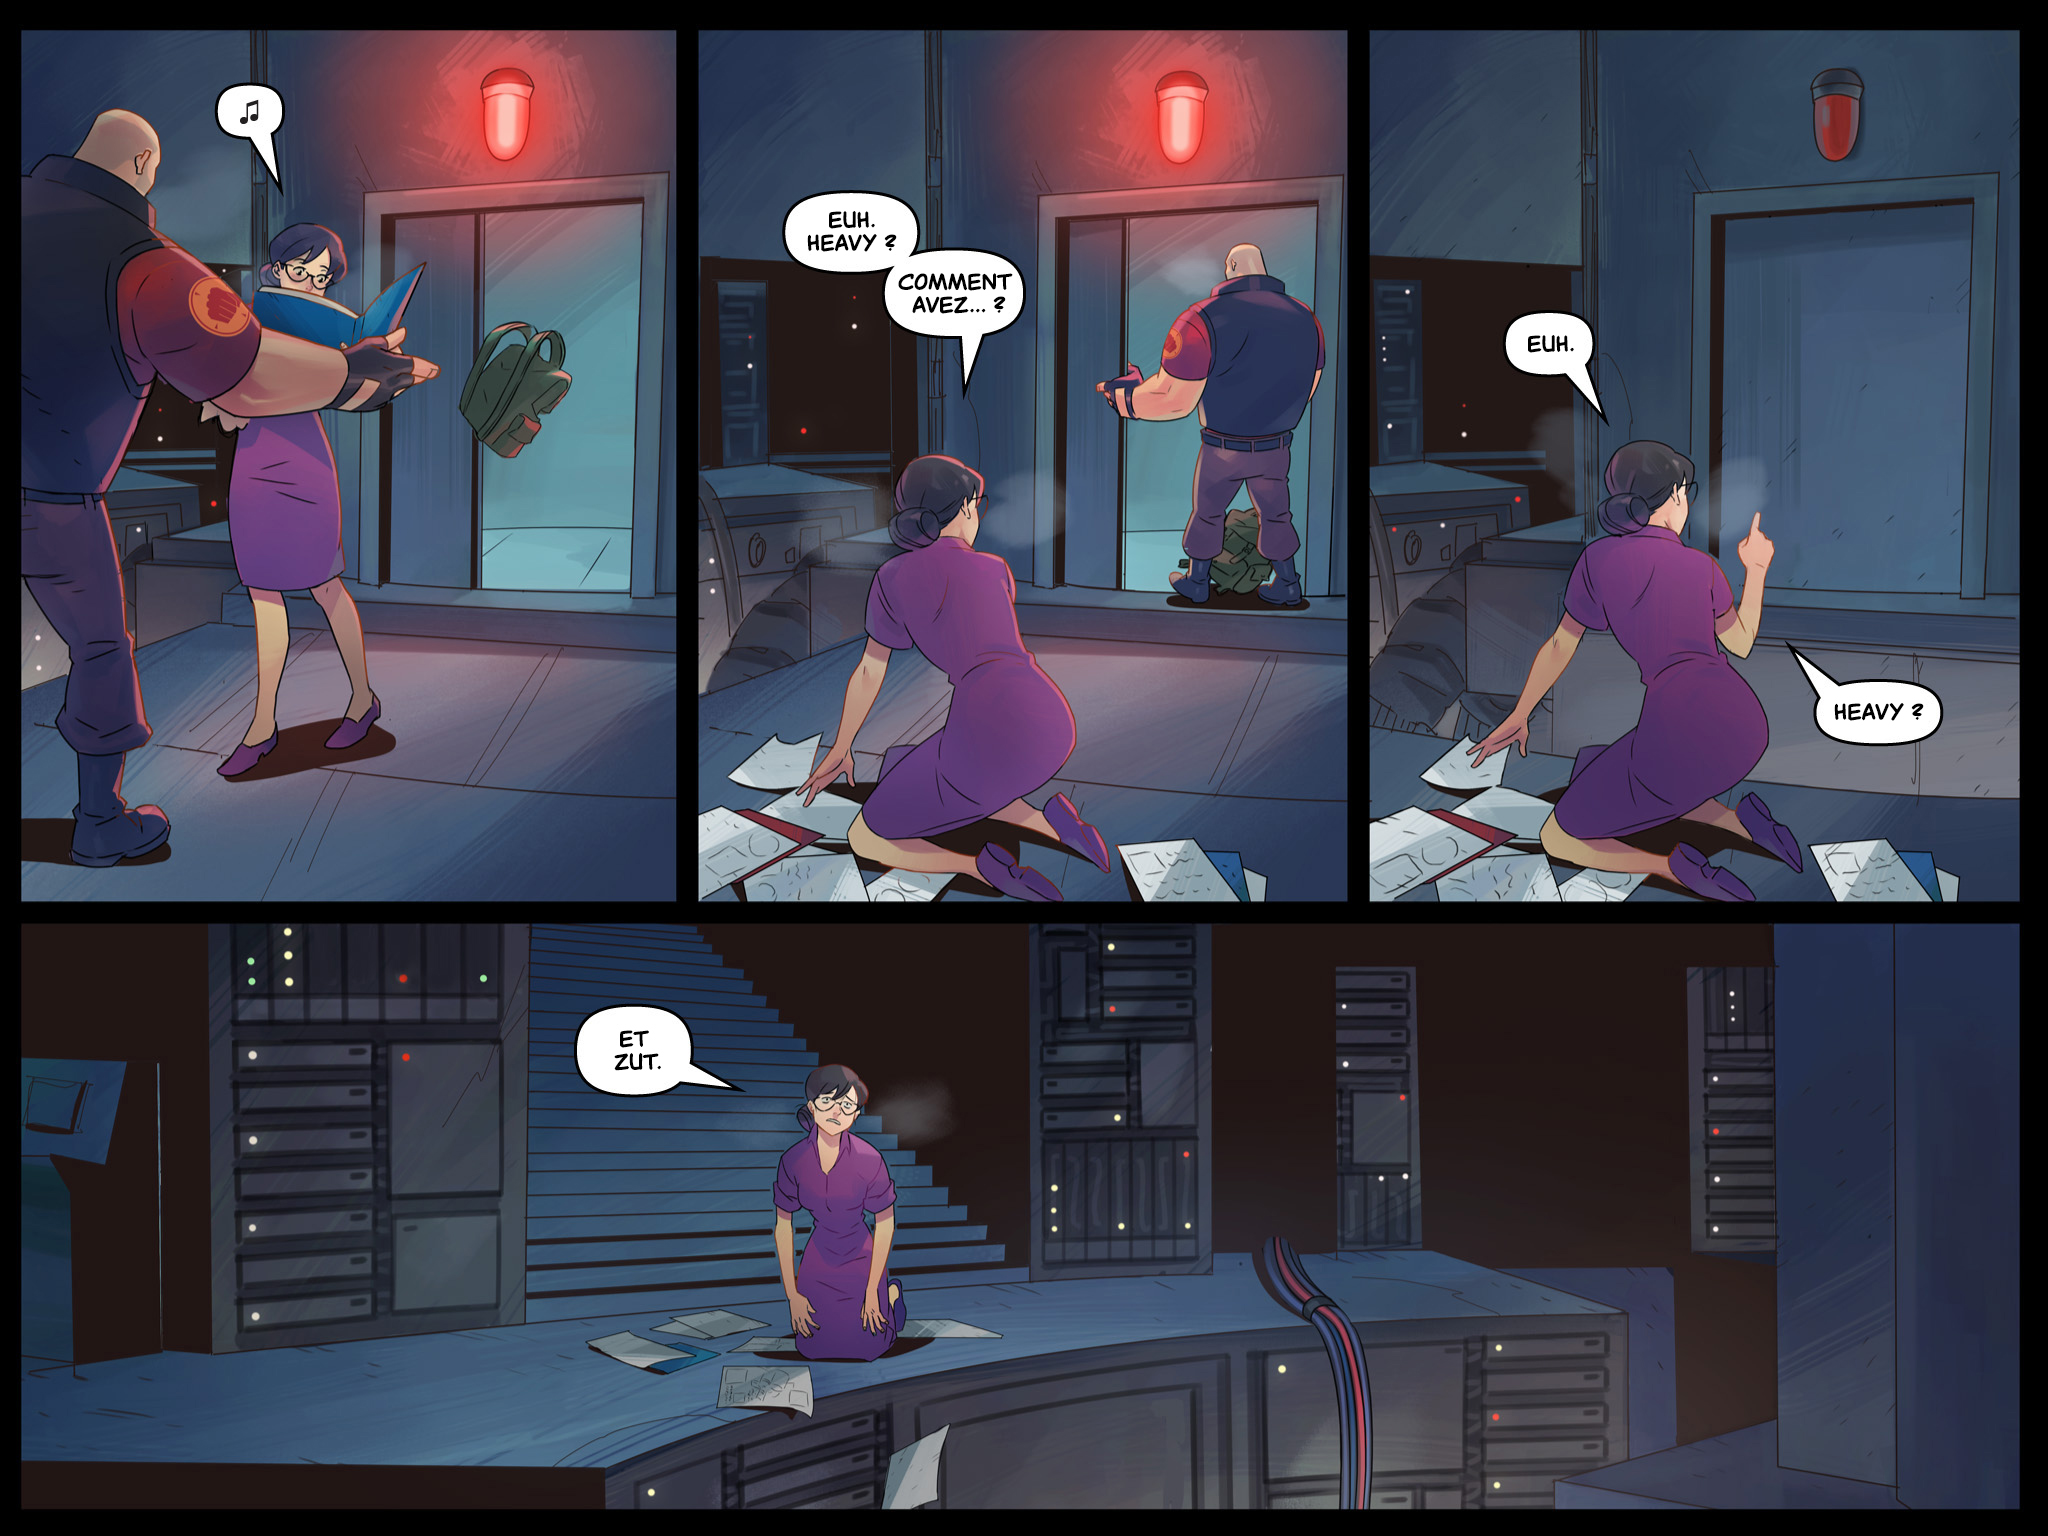 ♫
EUH.
HEAVY ?
COMMENT
AVEZ... ?
EUH.
HEAVY ?
ET
ZUT.